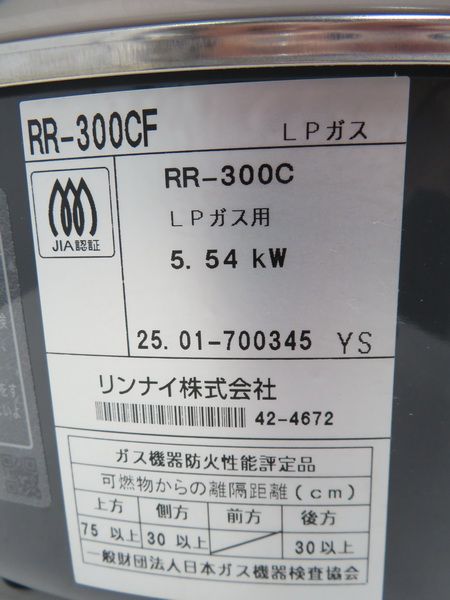 RR-300CF LPガス
JIA認証
RR-300C
LPガス用
5.54 kW
25.01-700345 YS
リンナイ株式会社
42-4672
ガス機器防火性能評定品
可燃物からの離隔距離(cm)
上方 側方 前方 後方
75 以上 30 以上 30 以上
一般財団法人日本ガス機器検査協会